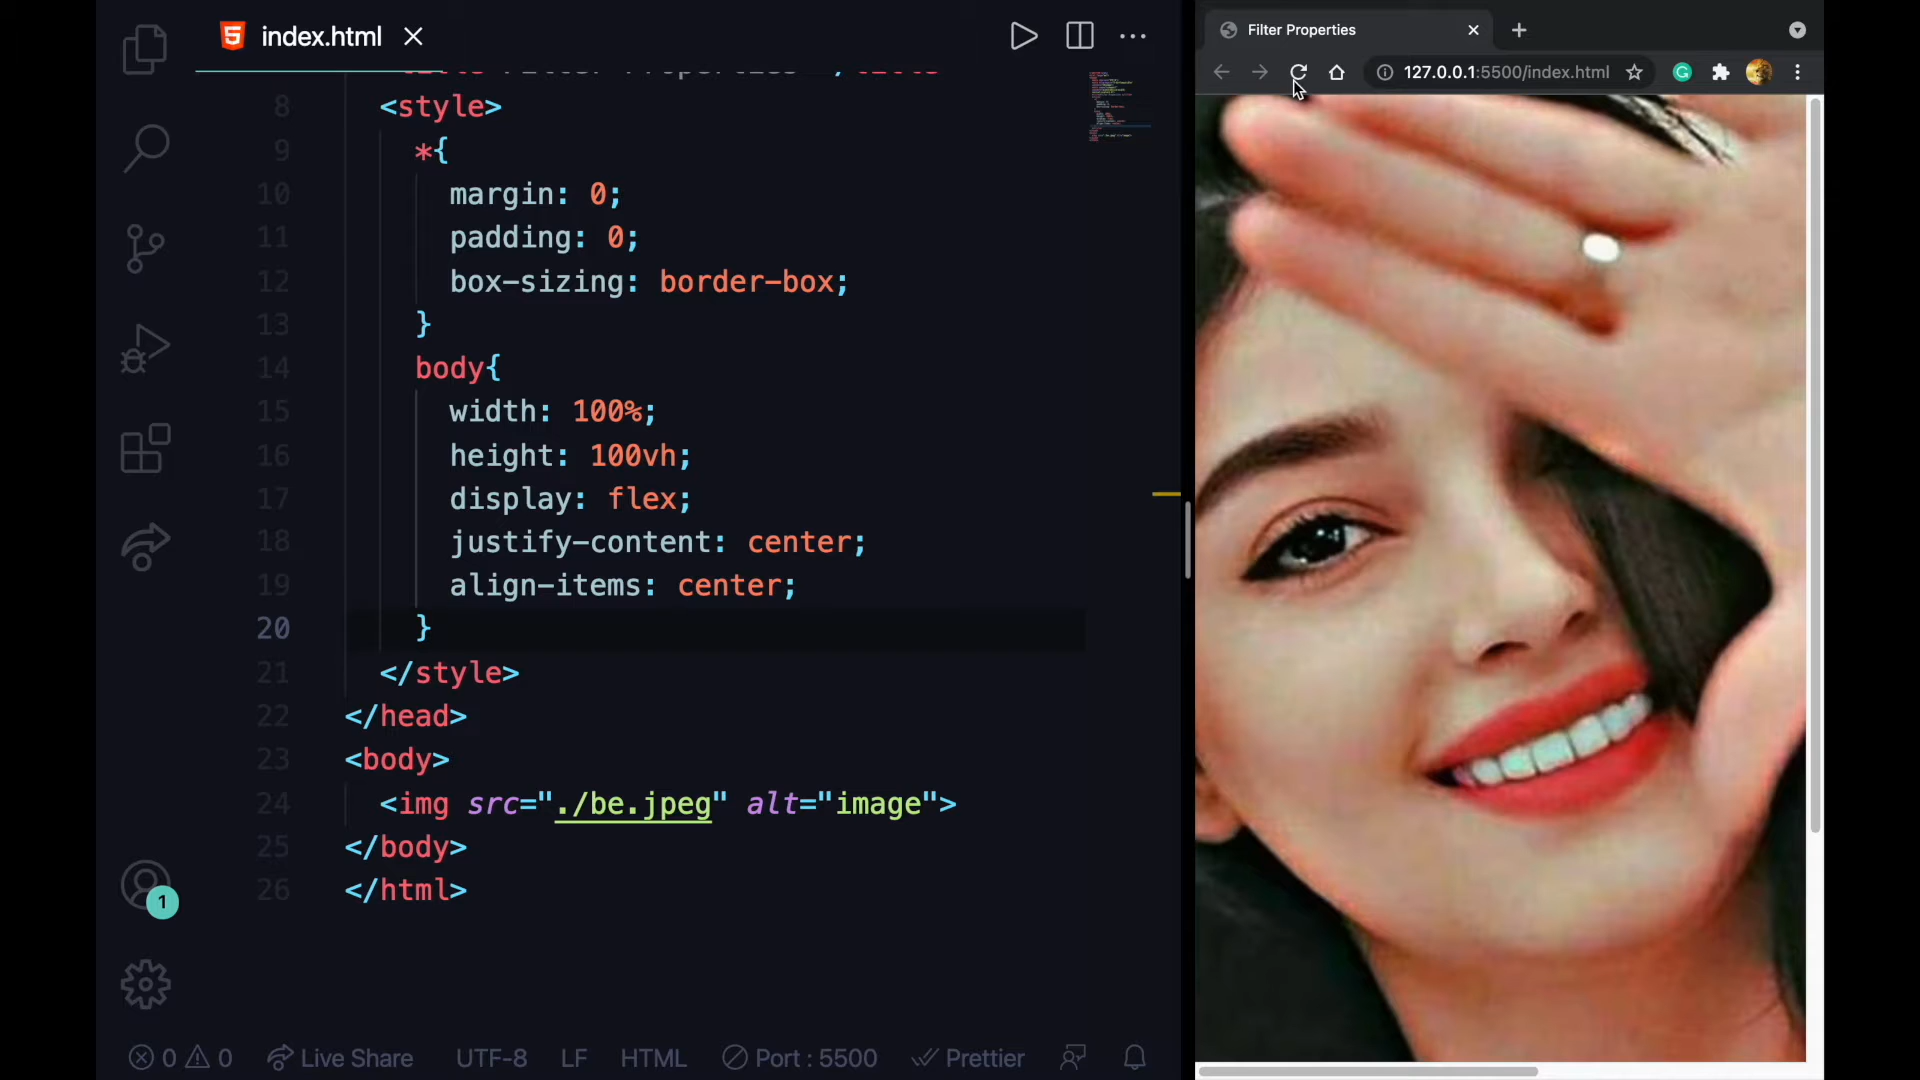 index.html
8 <style>
9 *{
10 margin: 0;
11 padding: 0;
12 box-sizing: border-box;
13 }
14 body{
15 width: 100%;
16 height: 100vh;
17 display: flex;
18 justify-content: center;
19 align-items: center;
20 }
21 </style>
22 </head>
23 <body>
24 <img src="./be.jpeg" alt="image">
25 </body>
26 </html>
1
0 0 Live Share UTF-8 LF HTML Port : 5500 Prettier
Filter Properties
127.0.0.1:5500/index.html